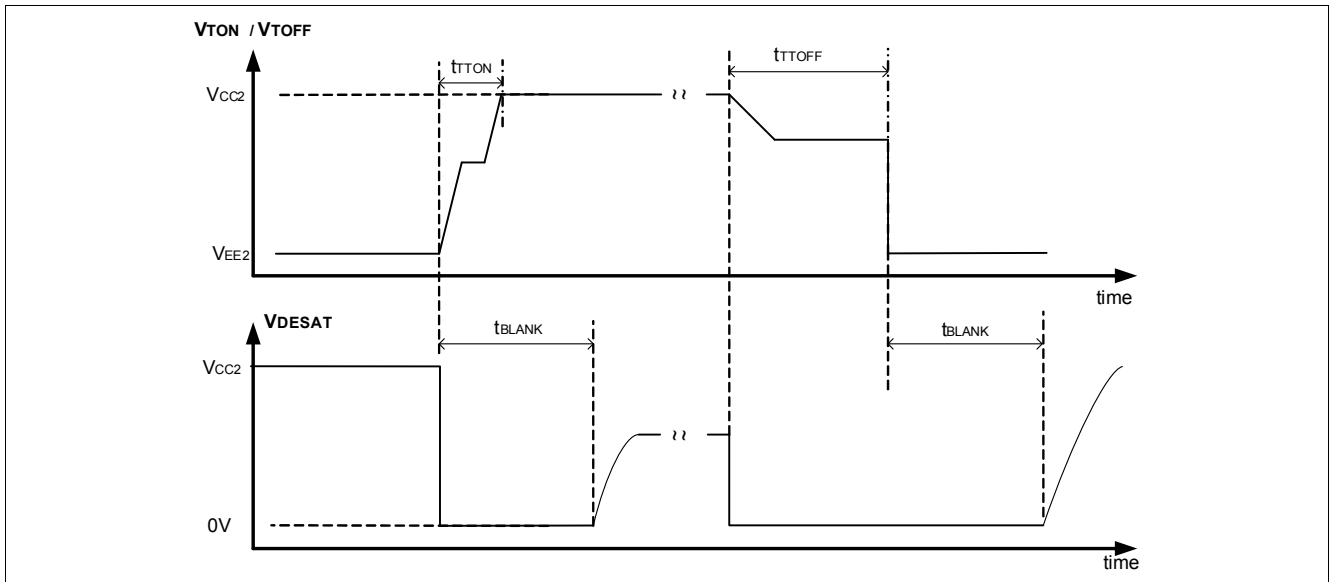 VTON / VTOFF
tTTON
tTTOFF
VCC2
VEE2
time
VDESAT
tBLANK
tBLANK
VCC2
0V
time